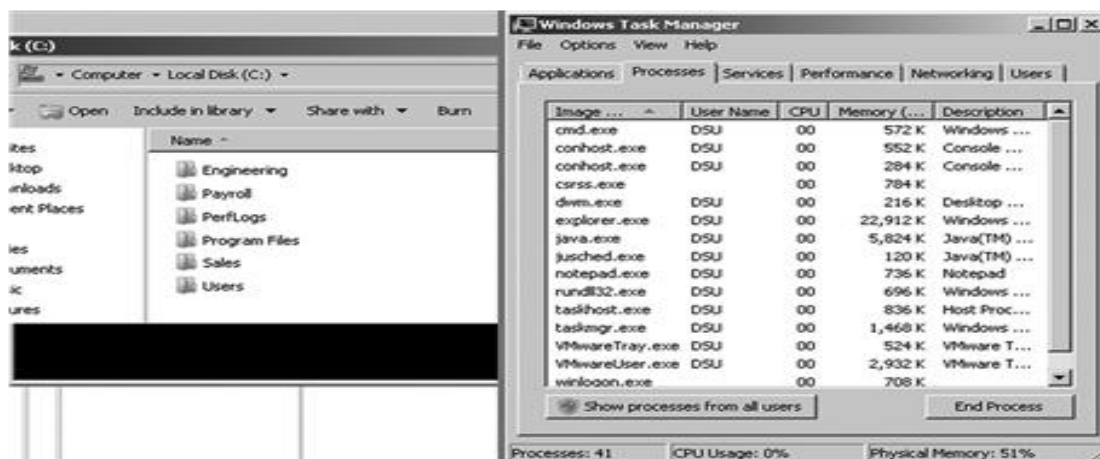 k (C:)
Computer Local Disk (C:)
Open Include in library Share with Burn
Name
Engineering
Payroll
PerfLogs
Program Files
Sales
Users
ites
ktop
wnloads
ent Places
ies
uments
ic
ures
Windows Task Manager
File Options View Help
Applications Processes Services Performance Networking Users
Image ... User Name CPU Memory (... Description
cmd.exe DSU 00 572 K Windows ...
conhost.exe DSU 00 552 K Console ...
conhost.exe DSU 00 284 K Console ...
csrss.exe 00 784 K
dwm.exe DSU 00 216 K Desktop ...
explorer.exe DSU 00 22,912 K Windows ...
java.exe DSU 00 5,824 K Java(TM) ...
jusched.exe DSU 00 120 K Java(TM) ...
notepad.exe DSU 00 736 K Notepad
rundll32.exe DSU 00 696 K Windows ...
taskhost.exe DSU 00 836 K Host Proc...
taskmgr.exe DSU 00 1,468 K Windows ...
VMwareTray.exe DSU 00 524 K VMware T...
VMwareUser.exe DSU 00 2,932 K VMware T...
winlogon.exe 00 708 K
Show processes from all users End Process
Processes: 41 CPU Usage: 0% Physical Memory: 51%